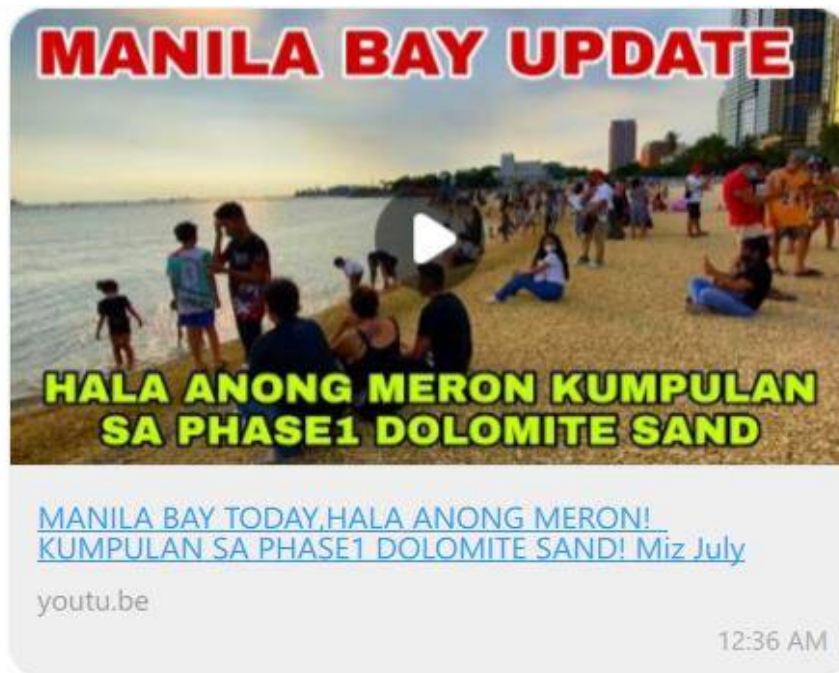 MANILA BAY UPDATE
HALA ANONG MERON KUMPULAN
SA PHASE1 DOLOMITE SAND
MANILA BAY TODAY,HALA ANONG MERON!
KUMPULAN SA PHASE1 DOLOMITE SAND! Miz July
youtu.be
12:36 AM